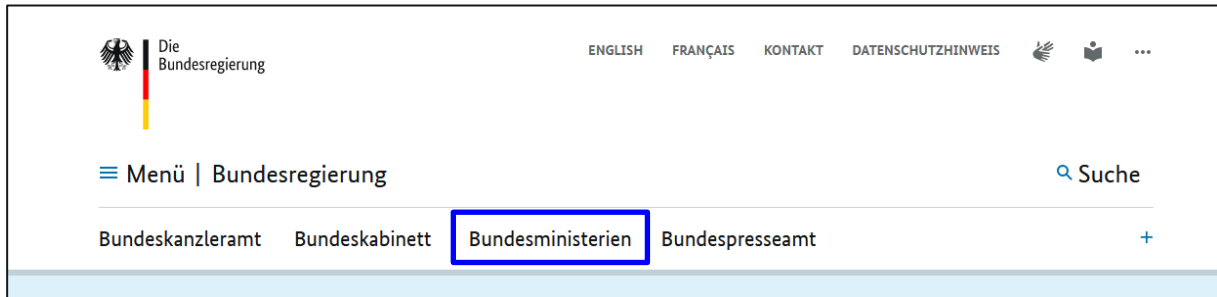 Die
Bundesregierung
ENGLISH FRANÇAIS KONTAKT DATENSCHUTZHINWEIS ...
Menü | Bundesregierung
Suche
Bundeskanzleramt Bundeskabinett Bundesministerien Bundespresseamt +